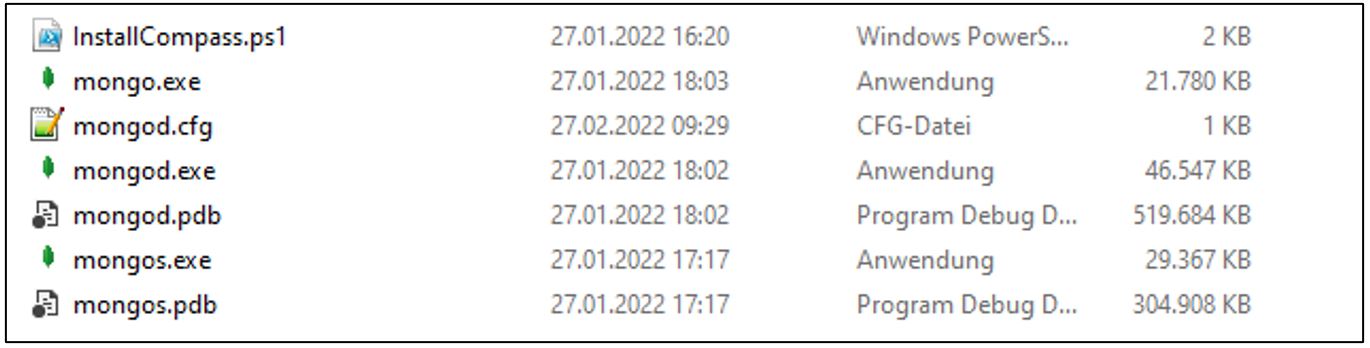 InstallCompass.ps1 27.01.2022 16:20 Windows PowerS... 2 KB
mongo.exe 27.01.2022 18:03 Anwendung 21.780 KB
mongod.cfg 27.02.2022 09:29 CFG-Datei 1 KB
mongod.exe 27.01.2022 18:02 Anwendung 46.547 KB
mongod.pdb 27.01.2022 18:02 Program Debug D... 519.684 KB
mongos.exe 27.01.2022 17:17 Anwendung 29.367 KB
mongos.pdb 27.01.2022 17:17 Program Debug D... 304.908 KB